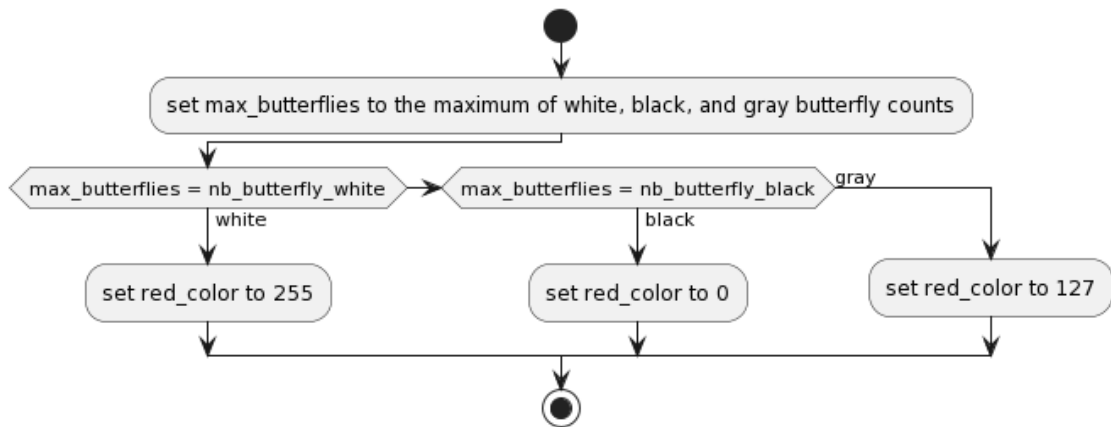 set max_butterflies to the maximum of white, black, and gray butterfly counts
max_butterflies = nb_butterfly_white
max_butterflies = nb_butterfly_black
gray
white
black
set red_color to 255
set red_color to 0
set red_color to 127